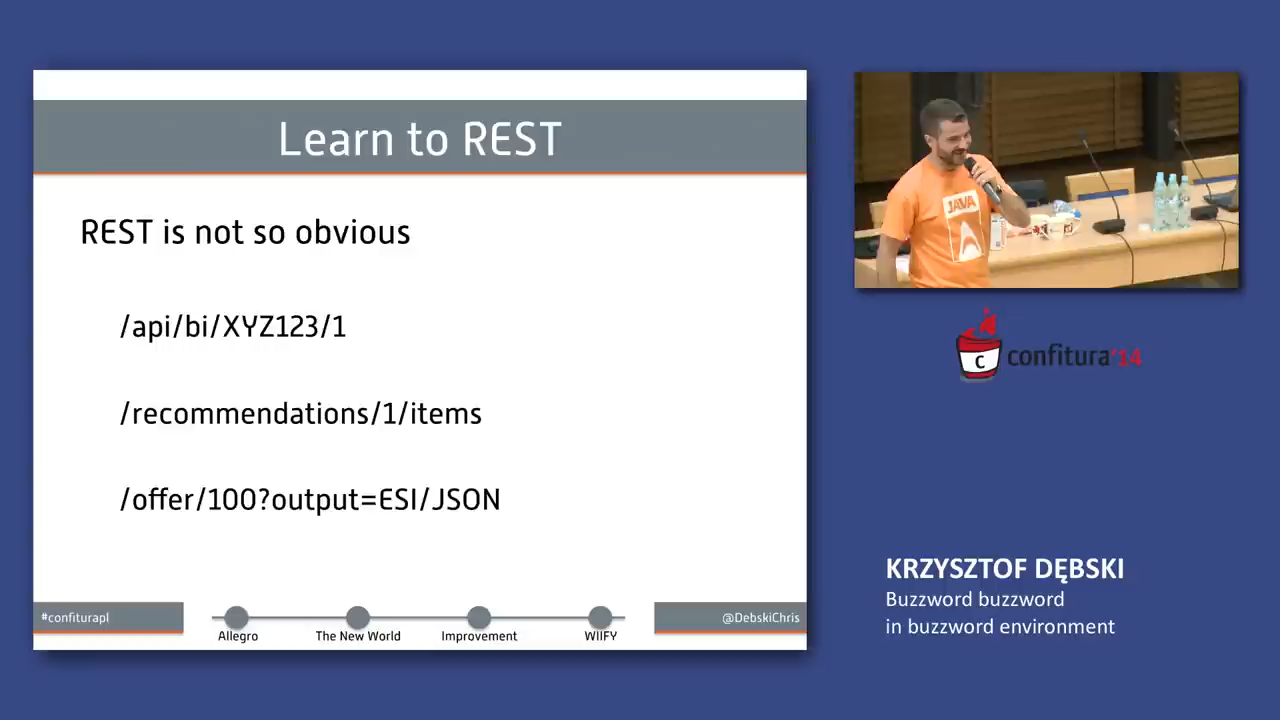 Learn to REST
REST is not so obvious
/api/bi/XYZ123/1
/recommendations/1/items
/offer/100?output=ESI/JSON
#confiturapl
Allegro
The New World
Improvement
WIIFY
@DebskiChris
JAVA
C
confitura'14
KRZYSZTOF DĘBSKI
Buzzword buzzword
in buzzword environment